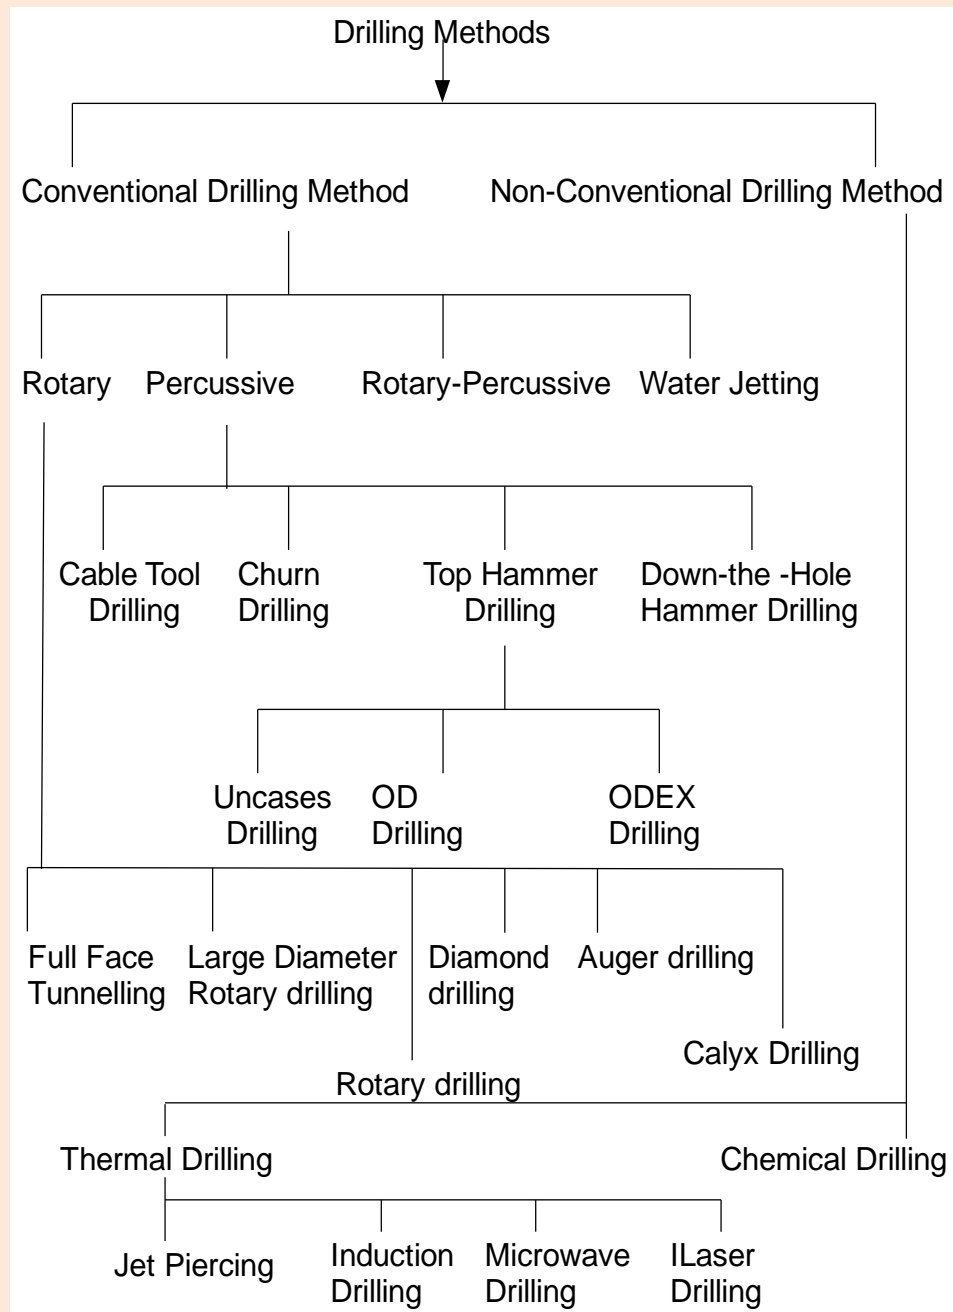 Drilling Methods
Conventional Drilling Method
Non-Conventional Drilling Method
Rotary
Percussive
Rotary-Percussive
Water Jetting
Cable Tool
Drilling
Churn
Drilling
Top Hammer
Drilling
Down-the -Hole
Hammer Drilling
Uncases
Drilling
OD
Drilling
ODEX
Drilling
Full Face
Tunnelling
Large Diameter
Rotary drilling
Diamond
drilling
Auger drilling
Calyx Drilling
Rotary drilling
Thermal Drilling
Chemical Drilling
Jet Piercing
Induction
Drilling
Microwave
Drilling
ILaser
Drilling